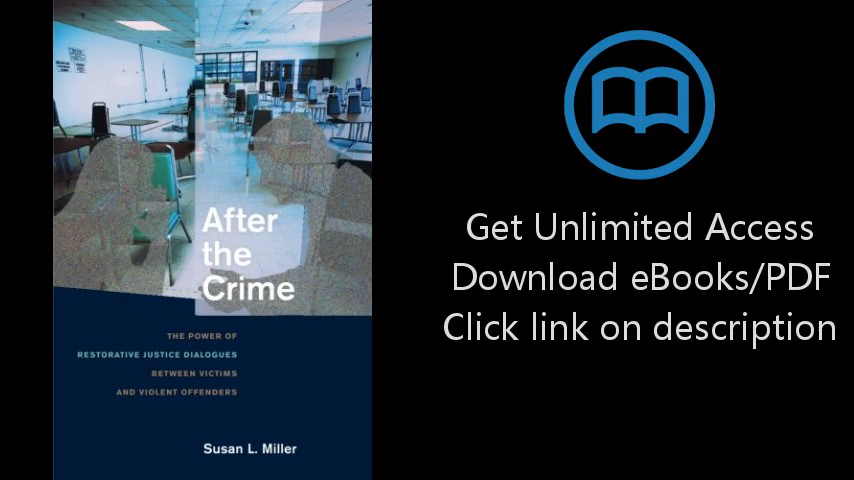 After
the
Crime
THE POWER OF
RESTORATIVE JUSTICE DIALOGUES
BETWEEN VICTIMS
AND VIOLENT OFFENDERS
Susan L. Miller
Get Unlimited Access
Download eBooks/PDF
Click link on description